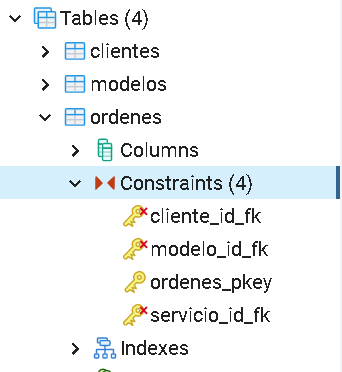 Tables (4)
clientes
modelos
ordenes
Columns
Constraints (4)
cliente_id_fk
modelo_id_fk
ordenes_pkey
servicio_id_fk
Indexes